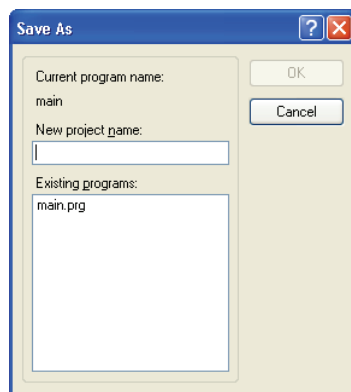 Save As
Current program name:
OK
main
Cancel
New project name:
Existing programs:
main.prg